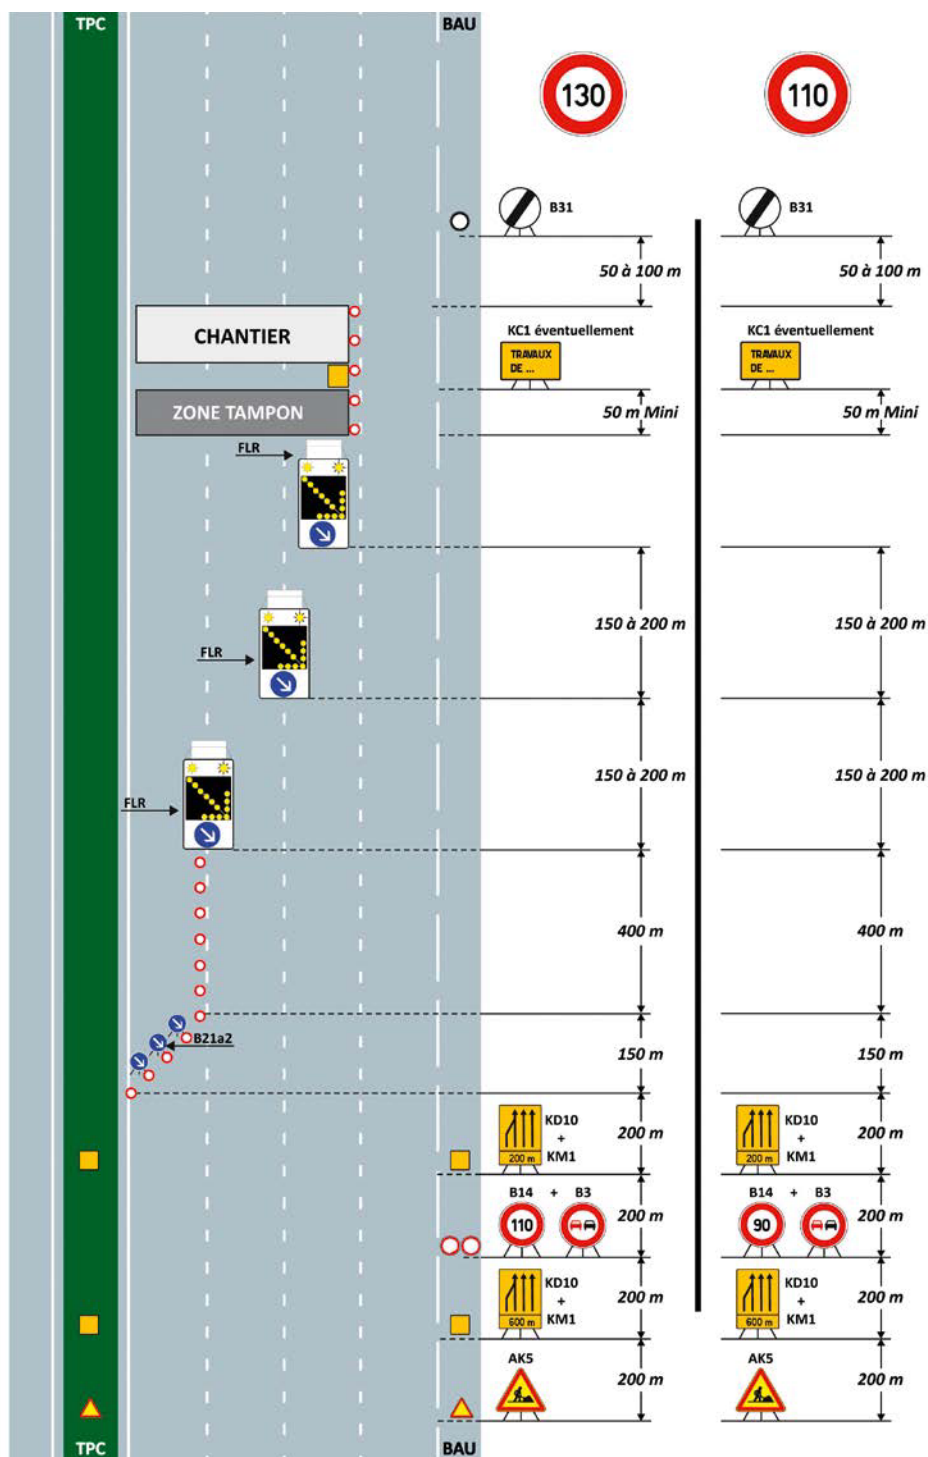 TPC
BAU
130
110
B31
B31
50 à 100 m
50 à 100 m
CHANTIER
KC1 éventuellement
KC1 éventuellement
TRAVAUX
DE ...
TRAVAUX
DE ...
ZONE TAMPON
50 m Mini
50 m Mini
FLR
FLR
150 à 200 m
150 à 200 m
FLR
150 à 200 m
150 à 200 m
400 m
400 m
B21a2
150 m
150 m
KD10
+
KM1
200 m
200 m
KD10
+
KM1
200 m
200 m
B14 + B3
110
200 m
B14 + B3
90
200 m
KD10
+
KM1
600 m
200 m
KD10
+
KM1
600 m
200 m
AK5
200 m
AK5
200 m
TPC
BAU